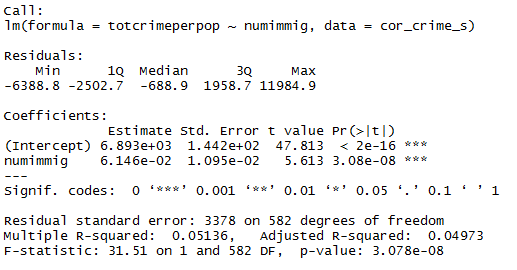 Call:
lm(formula = totcrimeperpop ~ numimmig, data = cor_crime_s)
Residuals:
    Min      1Q  Median      3Q     Max
-6388.8 -2502.7  -688.9  1958.7 11984.9
Coefficients:
             Estimate Std. Error t value Pr(>|t|)
(Intercept) 6.893e+03  1.442e+02  47.813  < 2e-16 ***
numimmig    6.146e-02  1.095e-02   5.613 3.08e-08 ***
---
Signif. codes:  0 ‘***’ 0.001 ‘**’ 0.01 ‘*’ 0.05 ‘.’ 0.1 ‘ ’ 1
Residual standard error: 3378 on 582 degrees of freedom
Multiple R-squared:  0.05136,   Adjusted R-squared:  0.04973
F-statistic: 31.51 on 1 and 582 DF,  p-value: 3.078e-08